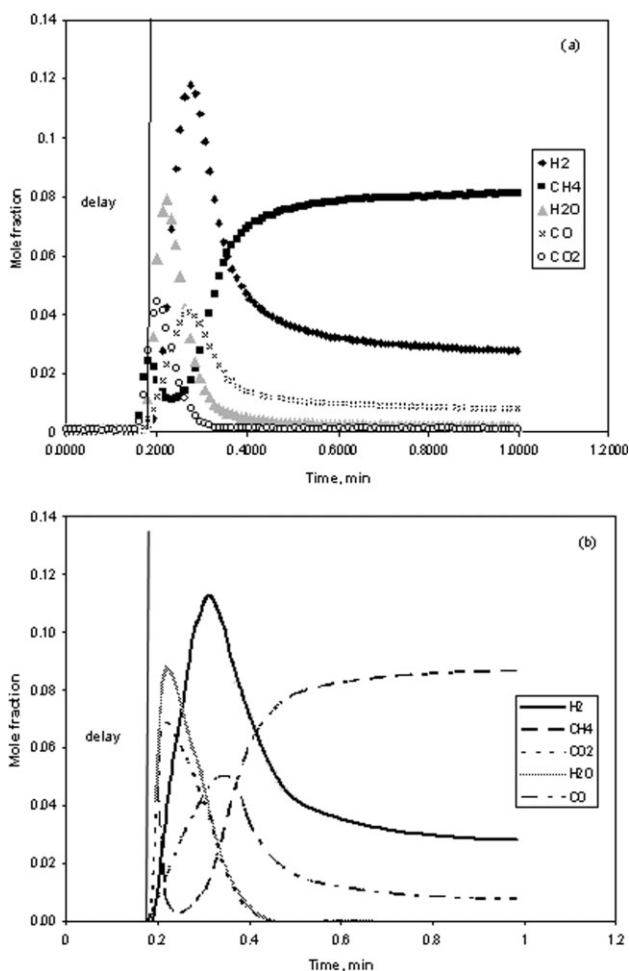 (a)
0.14
0.12
0.1
0.08
0.06
0.04
0.02
0
Mole fraction
delay
H2
CH4
H2O
CO
CO2
0.0000 0.2000 0.4000 0.6000 0.8000 1.0000 1.2000
Time, min
(b)
0.14
0.12
0.10
0.08
0.06
0.04
0.02
0.00
Mole fraction
delay
H2
CH4
CO2
H2O
CO
0 0.2 0.4 0.6 0.8 1 1.2
Time, min